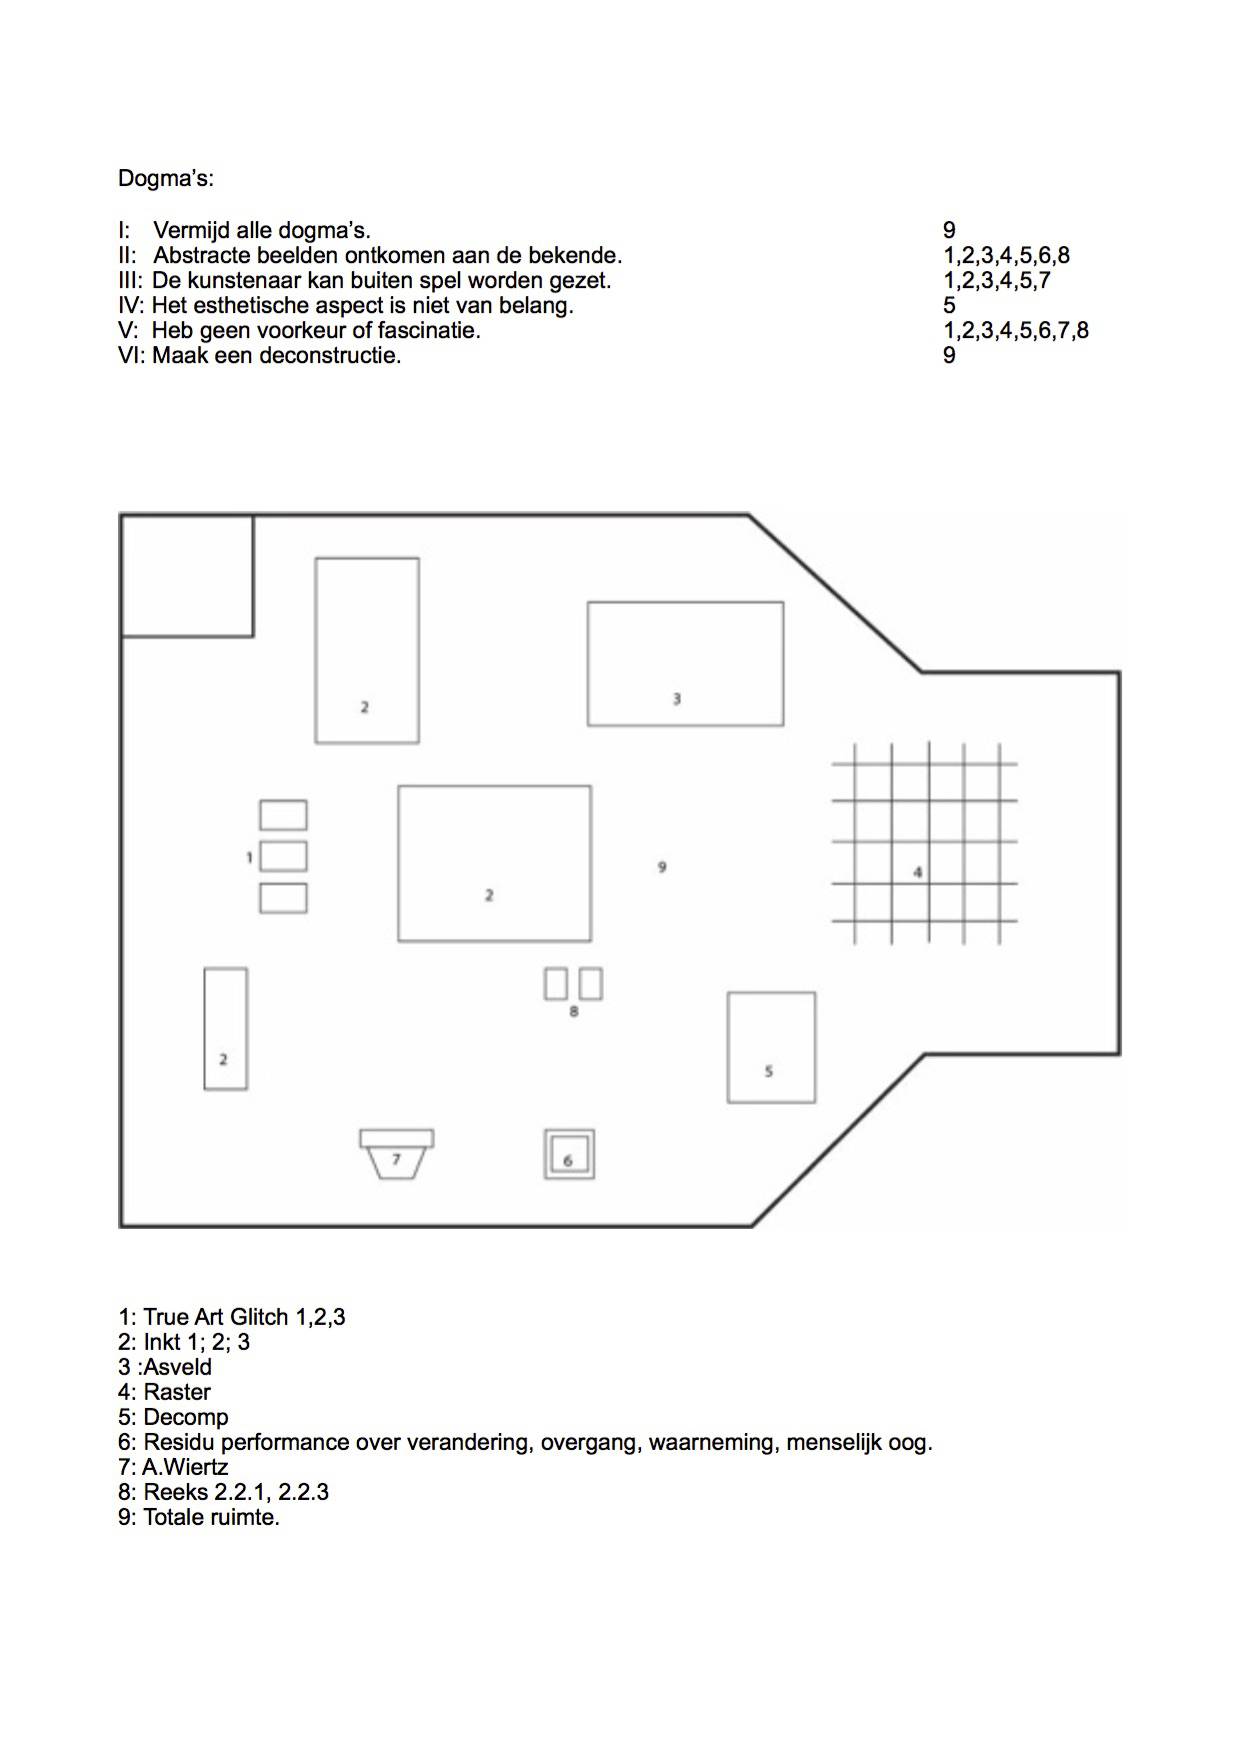 Dogma's:
I: Vermijd alle dogma's. 9
II: Abstracte beelden ontkomen aan de bekende. 1,2,3,4,5,6,8
III: De kunstenaar kan buiten spel worden gezet. 1,2,3,4,5,7
IV: Het esthetische aspect is niet van belang. 5
V: Heb geen voorkeur of fascinatie. 1,2,3,4,5,6,7,8
VI: Maak een deconstructie. 9
2
3
1
9
4
2
8
2
5
7
6
1: True Art Glitch 1,2,3
2: Inkt 1; 2; 3
3 :Asveld
4: Raster
5: Decomp
6: Residu performance over verandering, overgang, waarneming, menselijk oog.
7: A.Wiertz
8: Reeks 2.2.1, 2.2.3
9: Totale ruimte.